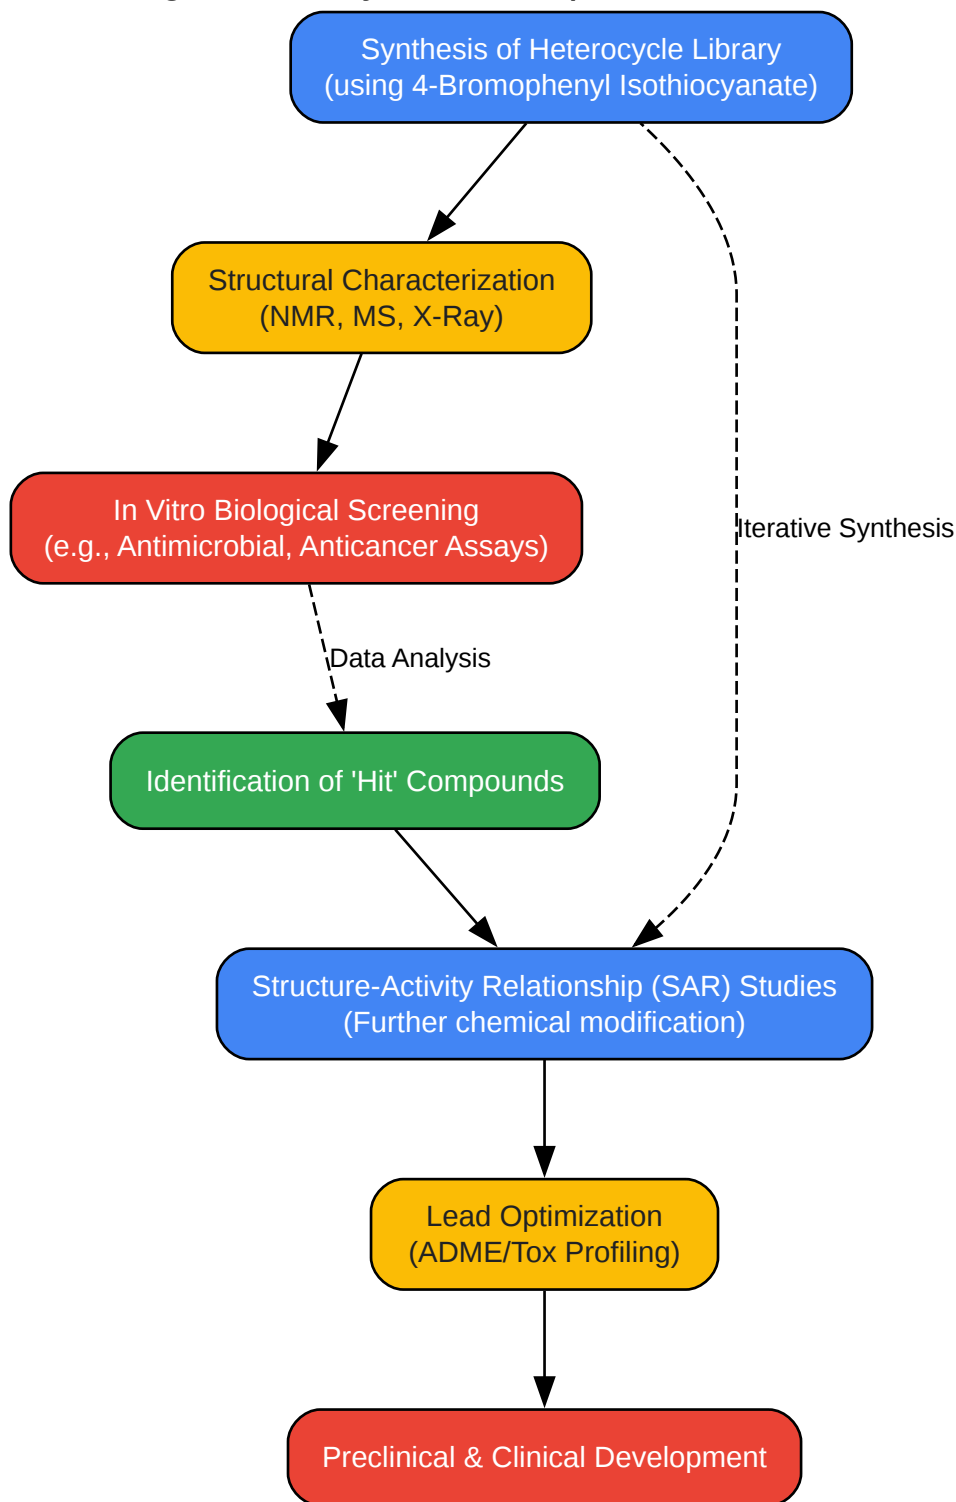 Synthesis of Heterocycle Library
(using 4-Bromophenyl Isothiocyanate)
Structural Characterization
(NMR, MS, X-Ray)
In Vitro Biological Screening
(e.g., Antimicrobial, Anticancer Assays)
Iterative Synthesis
Data Analysis
Identification of 'Hit' Compounds
Structure-Activity Relationship (SAR) Studies
(Further chemical modification)
Lead Optimization
(ADME/Tox Profiling)
Preclinical & Clinical Development